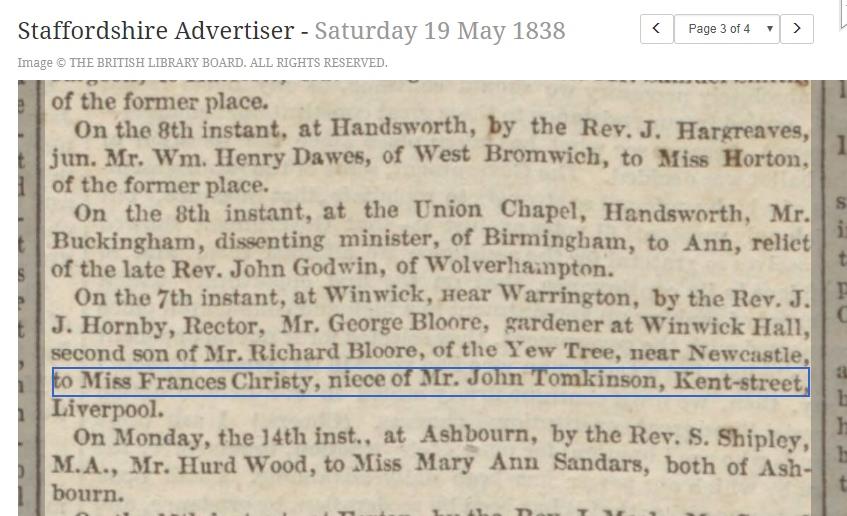 Staffordshire Advertiser - Saturday 19 May 1838
Page 3 of 4
Image © THE BRITISH LIBRARY BOARD. ALL RIGHTS RESERVED.
of the former place.
On the 8th instant, at Handsworth, by the Rev. J. Hargreaves,
jun. Mr. Wm. Henry Dawes, of West Bromwich, to Miss Horton,
of the former place.
On the 8th instant, at the Union Chapel, Handsworth, Mr.
Buckingham, dissenting minister, of Birmingham, to Ann, relict
of the late Rev. John Godwin, of Wolverhampton.
On the 7th instant, at Winwick, near Warrington, by the Rev. J.
J. Hornby, Rector, Mr. George Bloore, gardener at Winwick Hall,
second son of Mr. Richard Bloore, of the Yew Tree, near Newcastle,
to Miss Frances Christy, niece of Mr. John Tomkinson, Kent-street,
Liverpool.
On Monday, the 14th inst., at Ashbourn, by the Rev. S. Shipley,
M.A., Mr. Hurd Wood, to Miss Mary Ann Sandars, both of Ash-
bourn.